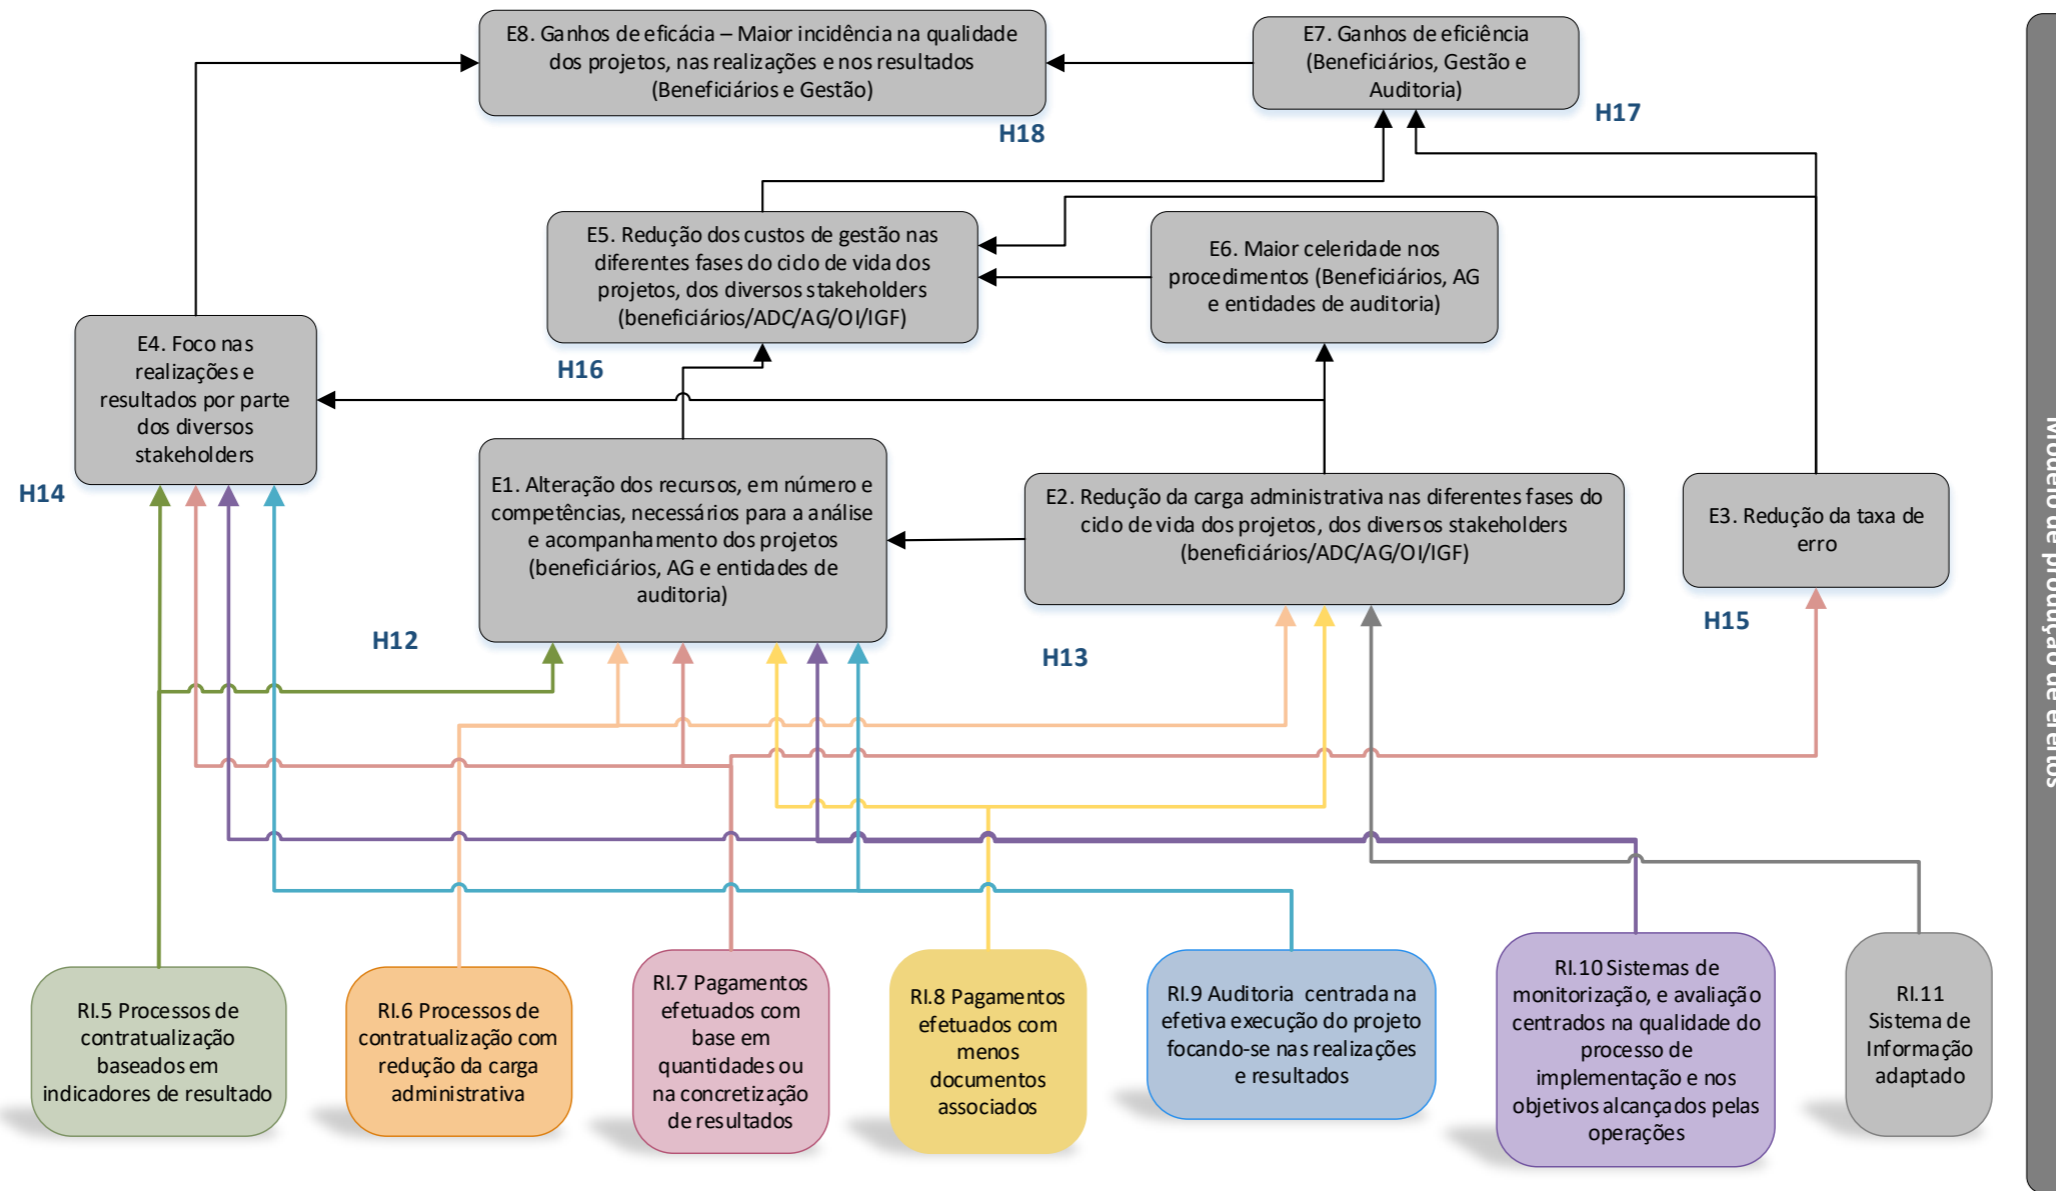 E8. Ganhos de eficácia – Maior incidência na qualidade
dos projetos, nas realizações e nos resultados
(Beneficiários e Gestão)
H18
E7. Ganhos de eficiência
(Beneficiários, Gestão e
Auditoria)
H17
E5. Redução dos custos de gestão nas
diferentes fases do ciclo de vida dos
projetos, dos diversos stakeholders
(beneficiários/ADC/AG/OI/IGF)
H16
E6. Maior celeridade nos
procedimentos (Beneficiários, AG
e entidades de auditoria)
E4. Foco nas
realizações e
resultados por parte
dos diversos
stakeholders
H14
E1. Alteração dos recursos, em número e
competências, necessários para a análise
e acompanhamento dos projetos
(beneficiários, AG e entidades de
auditoria)
H12
E2. Redução da carga administrativa nas diferentes fases do
ciclo de vida dos projetos, dos diversos stakeholders
(beneficiários/ADC/AG/OI/IGF)
H13
E3. Redução da taxa de
erro
H15
RI.5 Processos de
contratualização
baseados em
indicadores de resultado
RI.6 Processos de
contratualização com
redução da carga
administrativa
RI.7 Pagamentos
efetuados com
base em
quantidades ou
na concretização
de resultados
RI.8 Pagamentos
efetuados com
menos
documentos
associados
RI.9 Auditoria centrada na
efetiva execução do projeto
focando-se nas realizações
e resultados
RI.10 Sistemas de
monitorização, e avaliação
centrados na qualidade do
processo de
implementação e nos
objetivos alcançados pelas
operações
RI.11
Sistema de
Informação
adaptado
Modelo de produção de efeitos